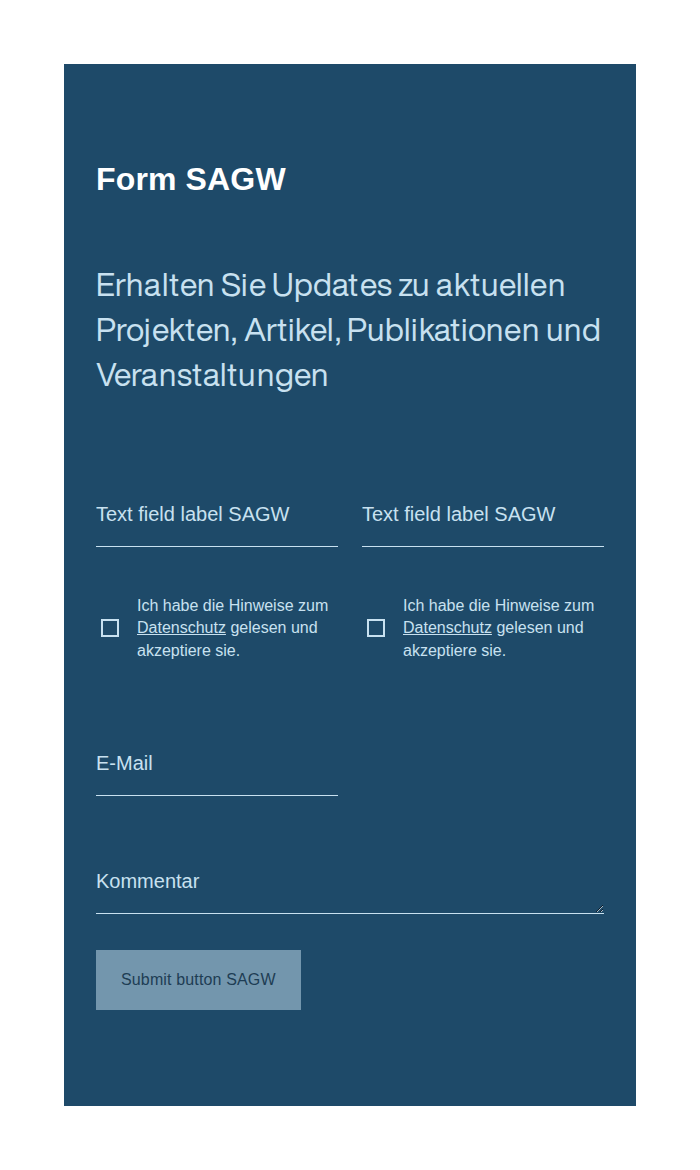 Form SAGW
Erhalten Sie Updates zu aktuellen
Projekten, Artikel, Publikationen und
Veranstaltungen
Text field label SAGW
Text field label SAGW
Ich habe die Hinweise zum
Datenschutz gelesen und
akzeptiere sie.
Ich habe die Hinweise zum
Datenschutz gelesen und
akzeptiere sie.
E-Mail
Kommentar
Submit button SAGW